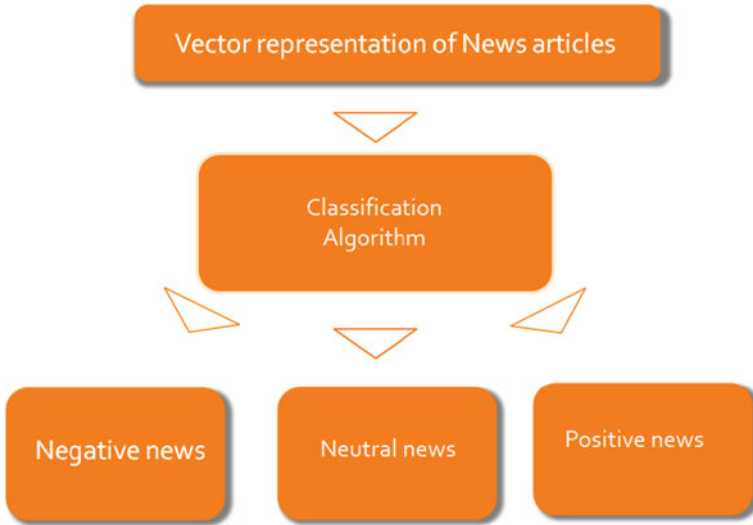 Vector representation of News articles
Classification
Algorithm
Negative news
Neutral news
Positive news